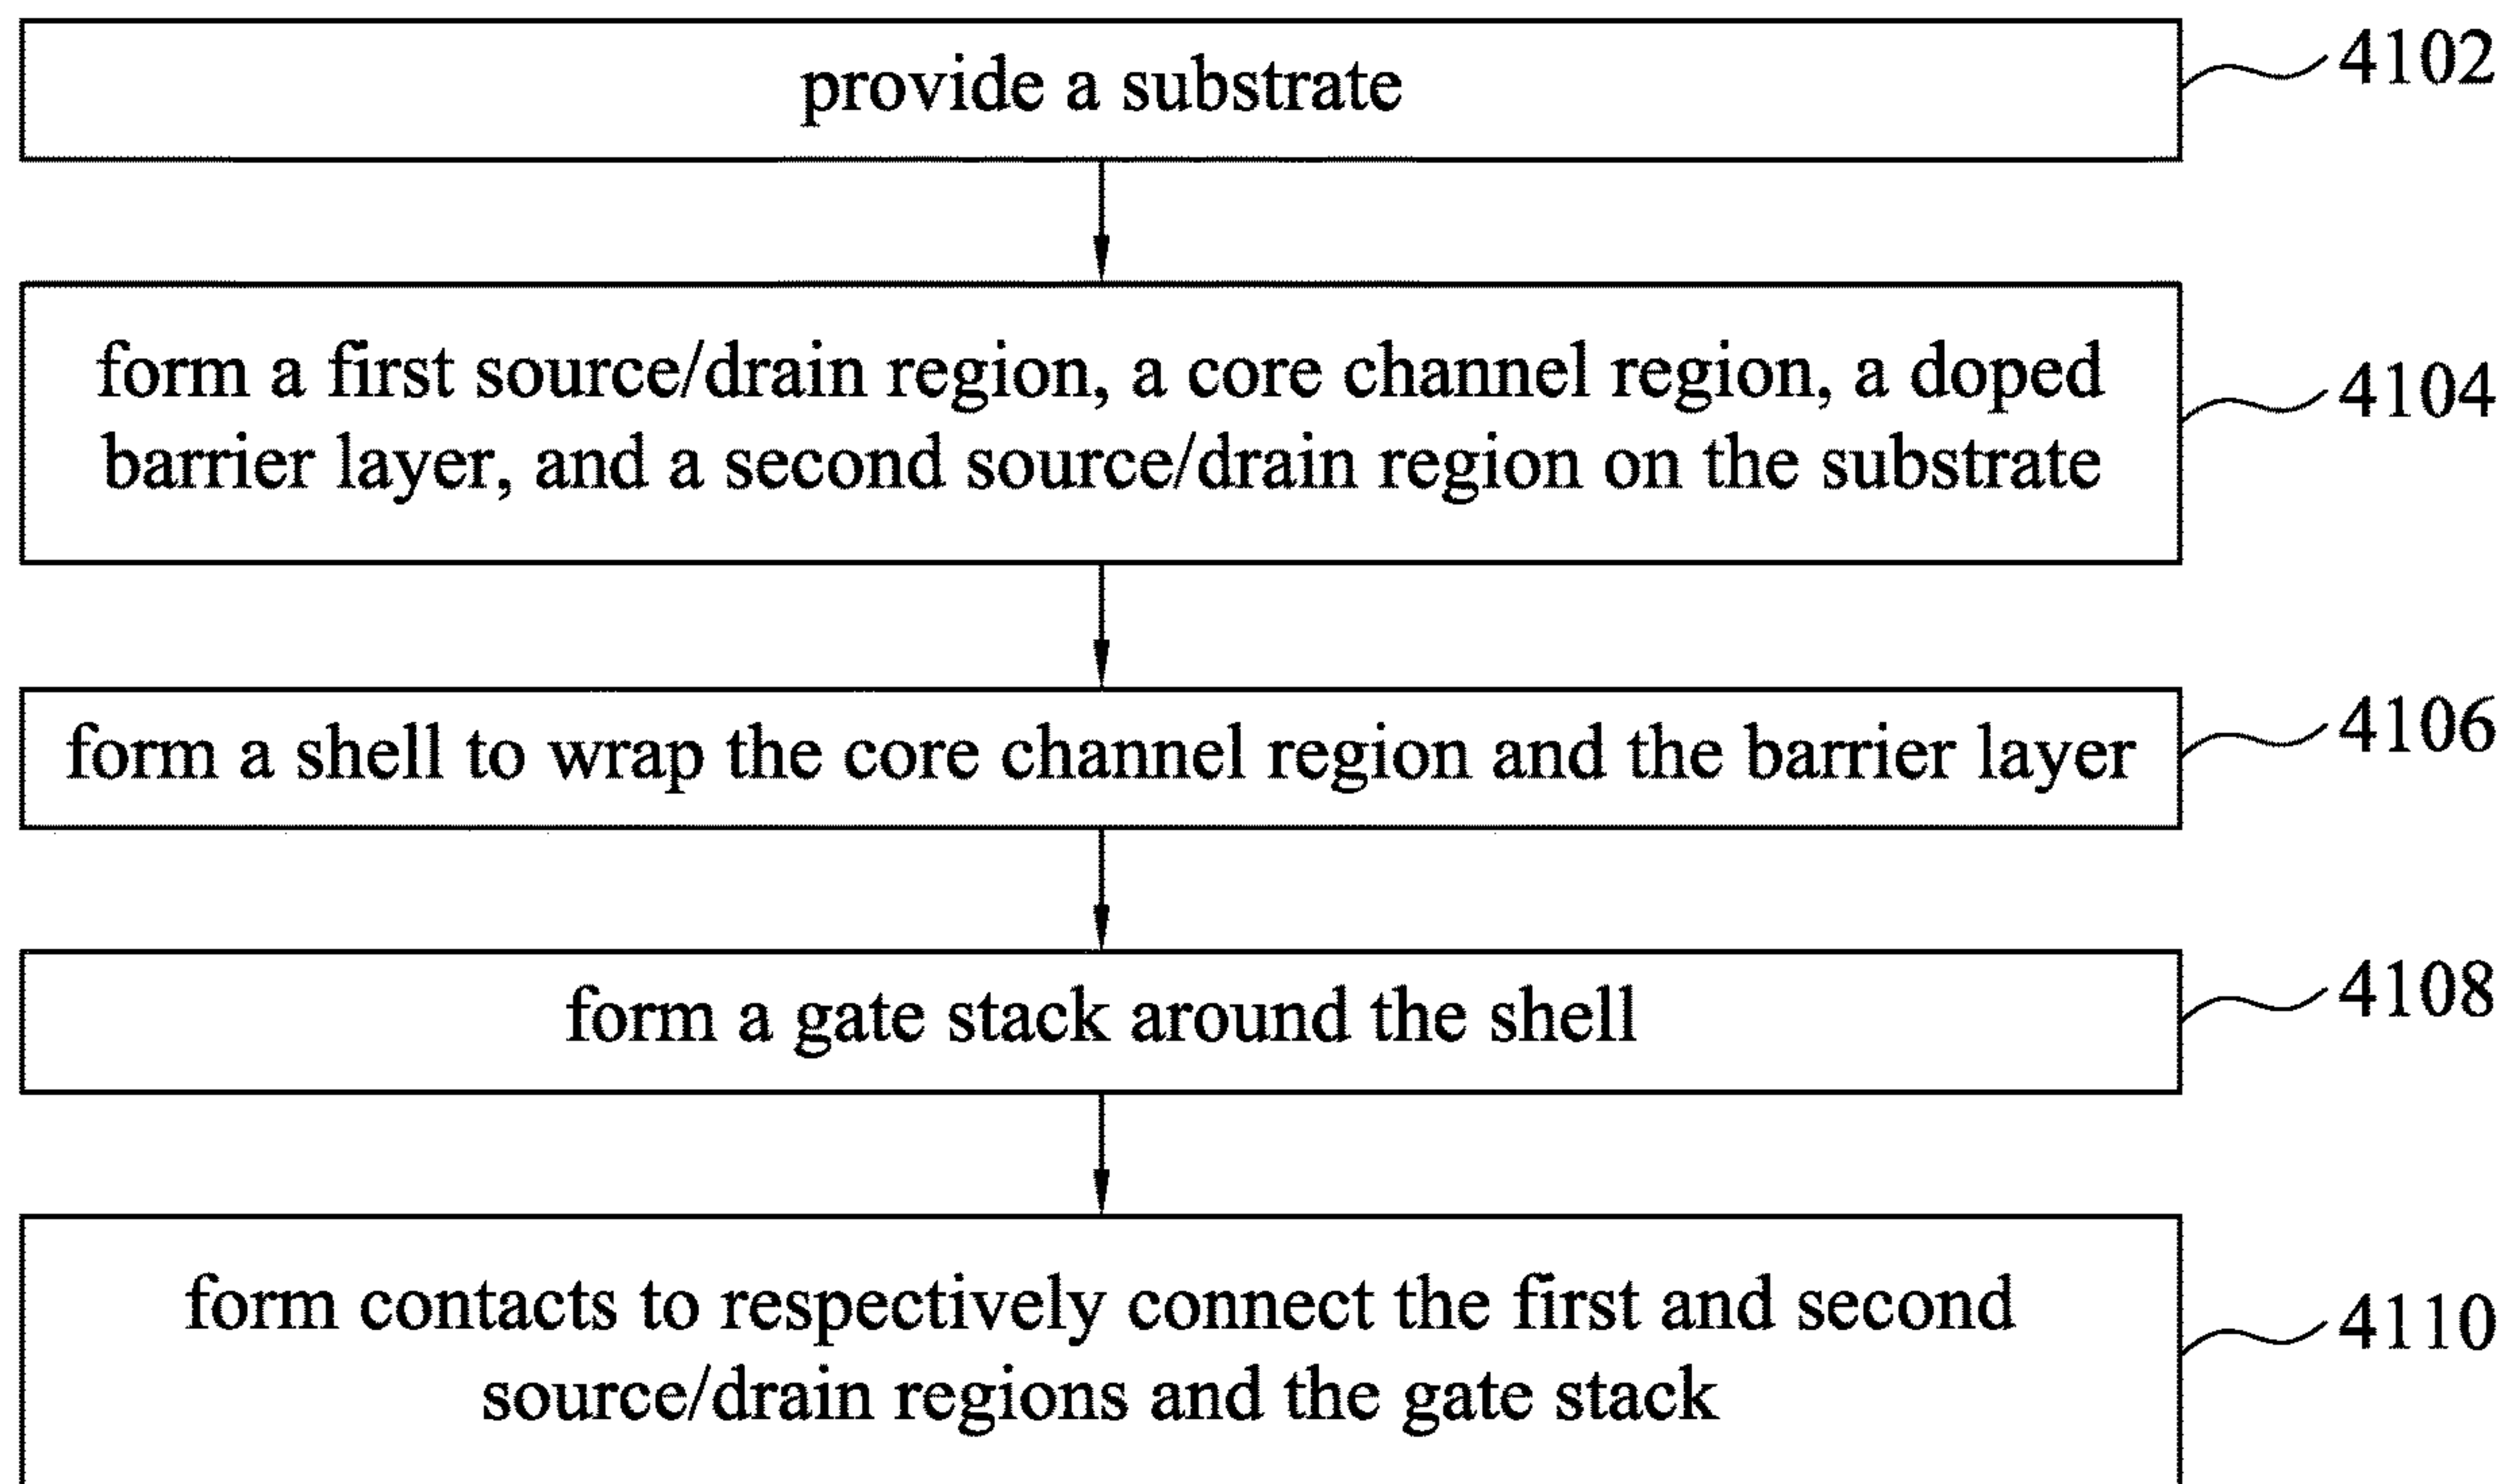 provide a substrate
4102
form a first source/drain region, a core channel region, a doped
barrier layer, and a second source/drain region on the substrate
4104
form a shell to wrap the core channel region and the barrier layer
4106
form a gate stack around the shell
4108
form contacts to respectively connect the first and second
source/drain regions and the gate stack
4110